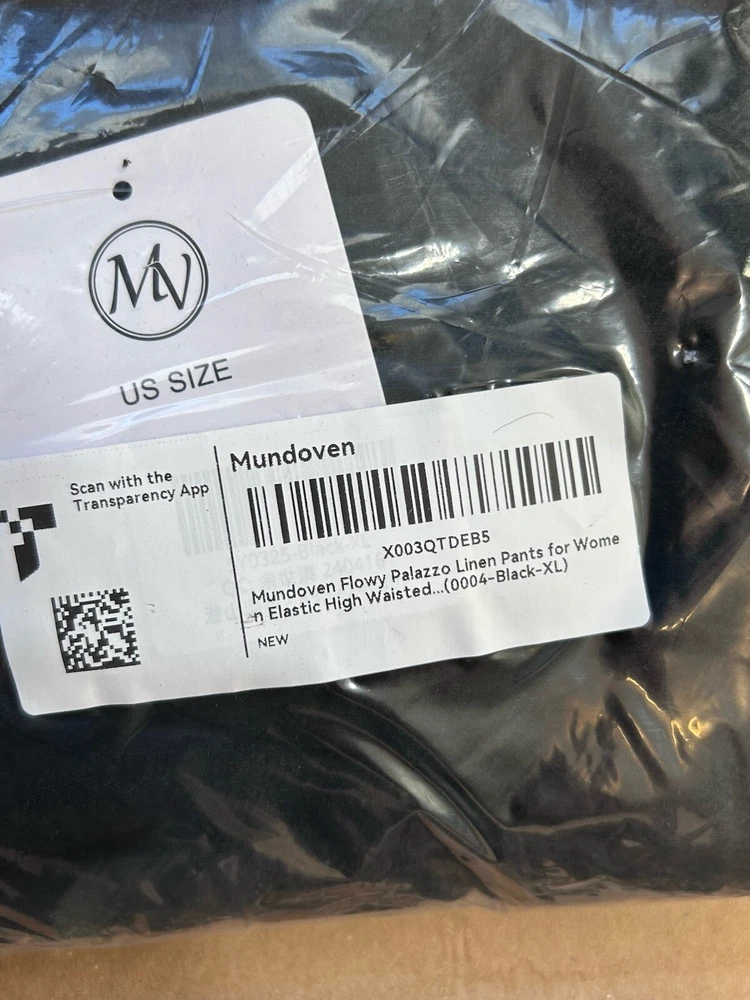 MV
US SIZE
Scan with the
Transparency App
Mundoven
X003QTDEB5
Mundoven Flowy Palazzo Linen Pants for Wome
n Elastic High Waisted...(0004-Black-XL)
NEW